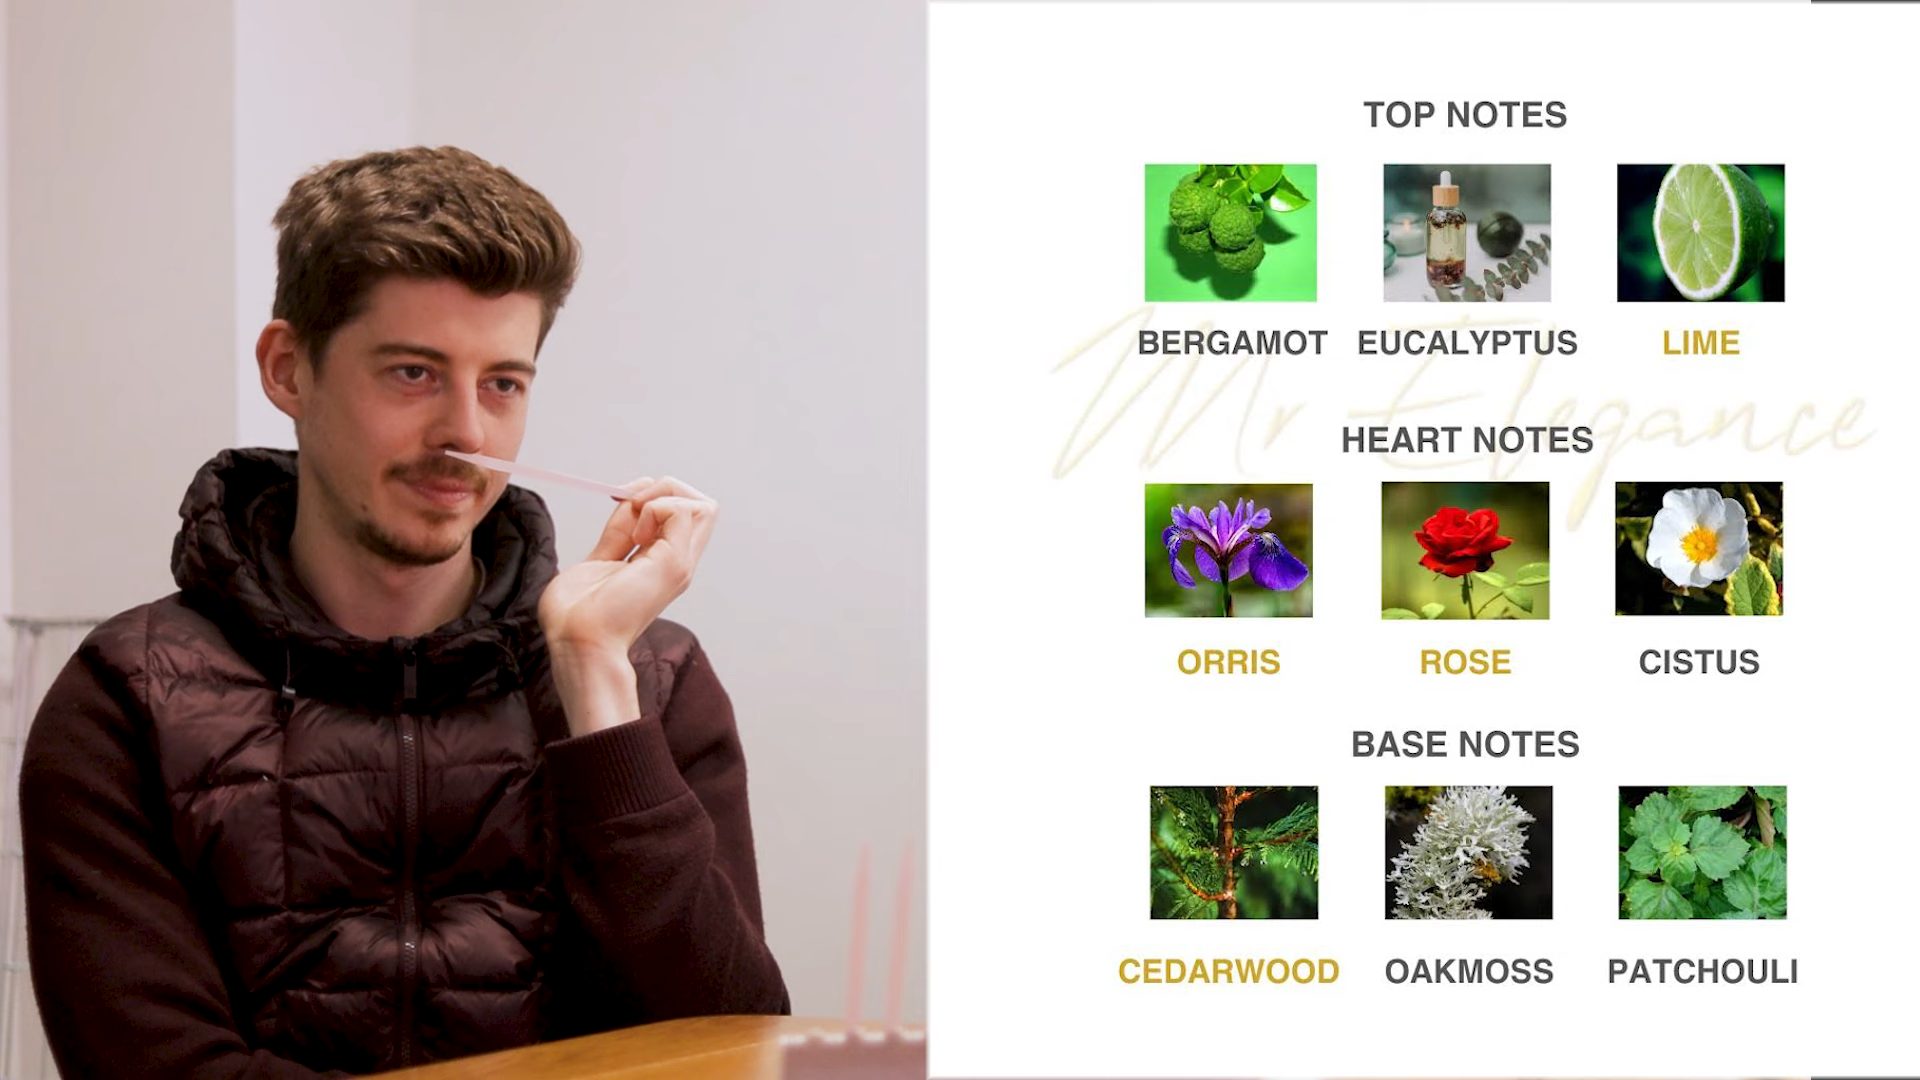 TOP NOTES
BERGAMOT EUCALYPTUS LIME
Mr Elegance
HEART NOTES
ORRIS ROSE CISTUS
BASE NOTES
CEDARWOOD OAKMOSS PATCHOULI